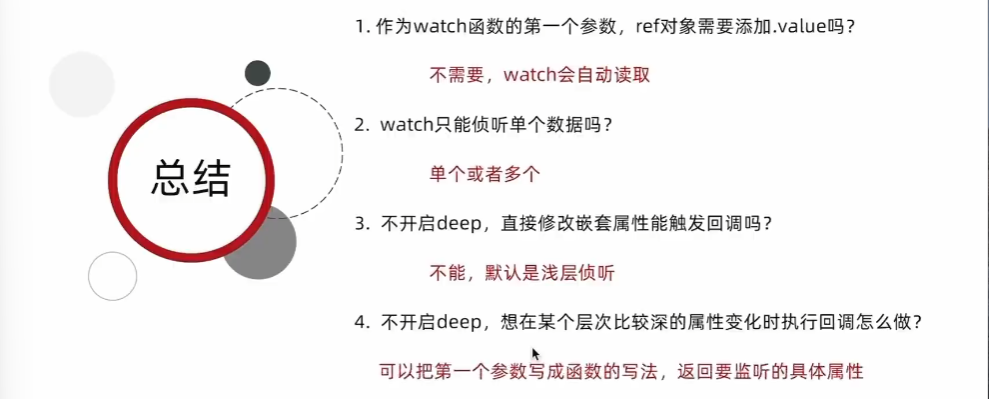 总结
1. 作为watch函数的第一个参数，ref对象需要添加.value吗？
不需要，watch会自动读取
2. watch只能侦听单个数据吗？
单个或者多个
3. 不开启deep，直接修改嵌套属性能触发回调吗？
不能，默认是浅层侦听
4. 不开启deep，想在某个层次比较深的属性变化时执行回调怎么做？
可以把第一个参数写成函数的写法，返回要监听的具体属性